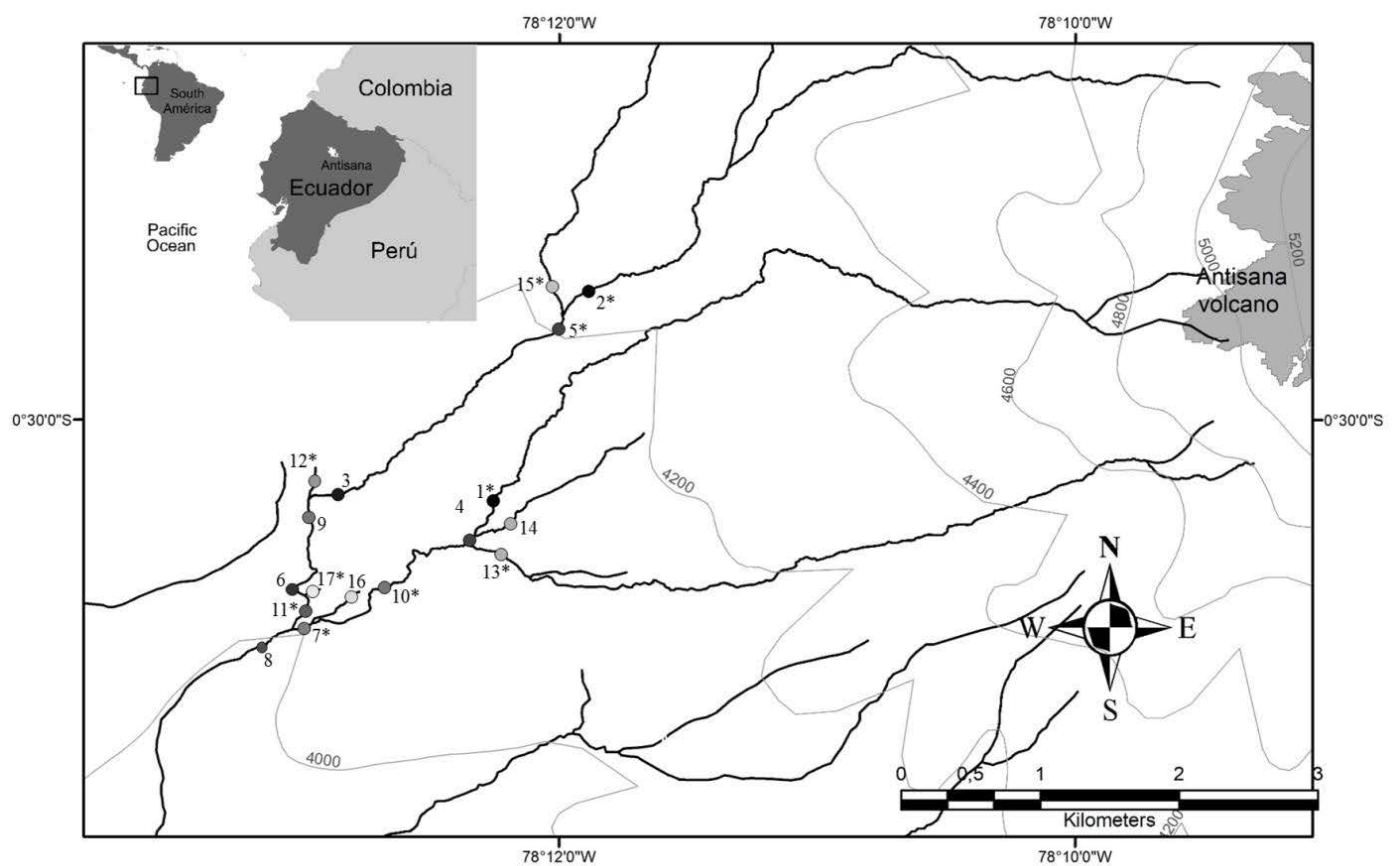 78°12'0"W
78°10'0"W
Colombia
South
América
Antisana
Ecuador
Pacific
Ocean
Perú
15*
2*
5*
5000
5200
Antisana
volcano
4800
4600
0°30'0"S
0°30'0"S
12*
3
1*
4
4200
4400
9
14
13*
6
17*
16
10*
11*
7*
8
N
W
E
S
4000
0
0,5
1
2
3
Kilometers
4200
78°12'0"W
78°10'0"W